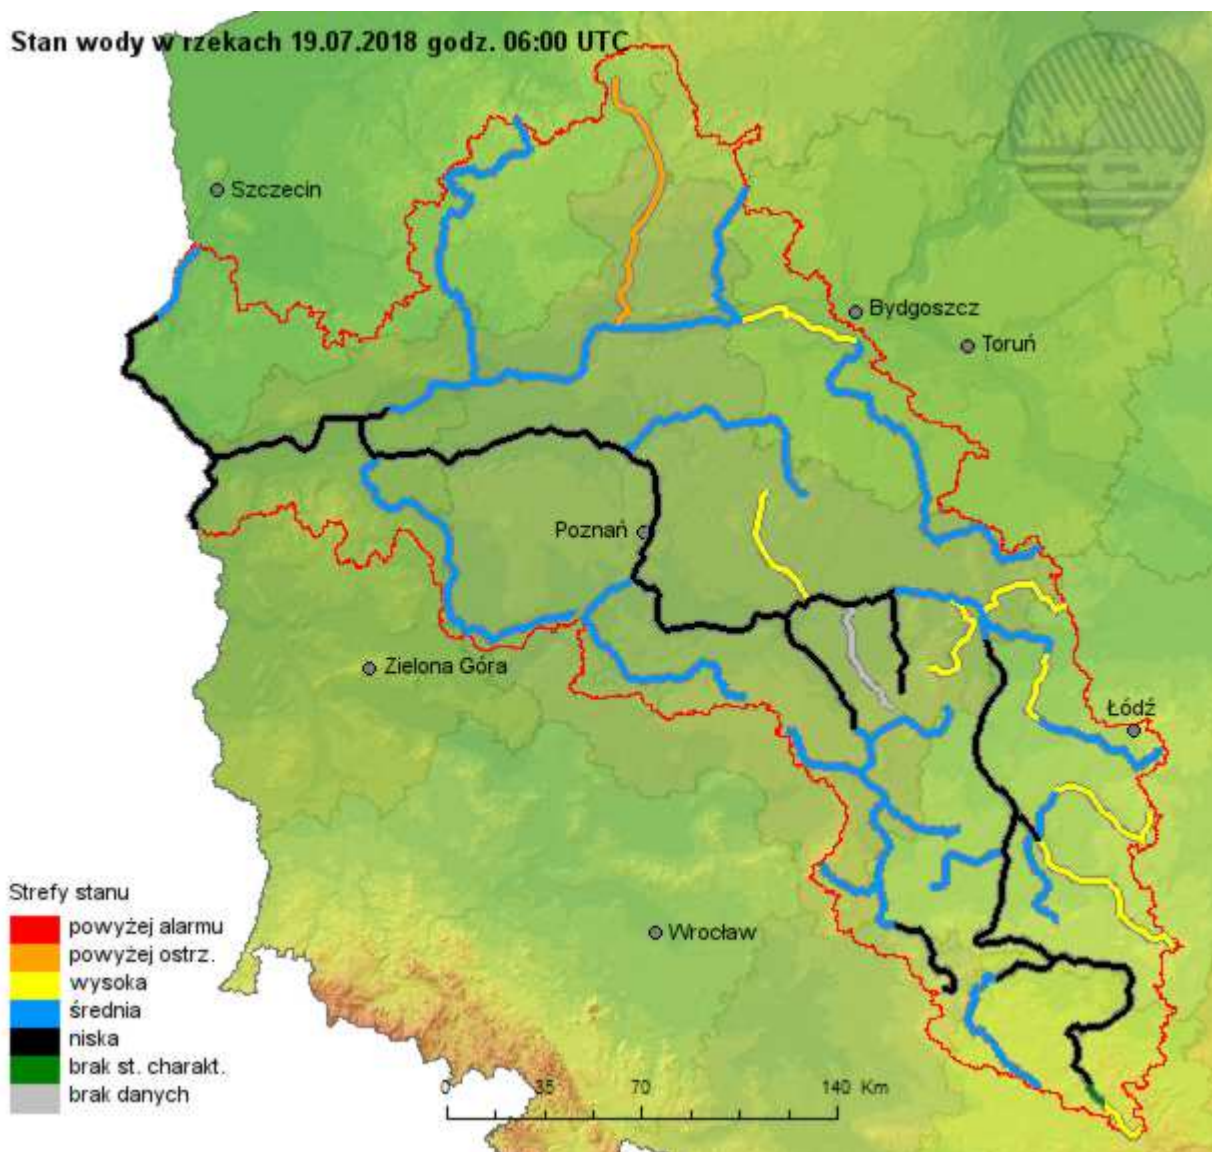 Stan wody w rzekach 19.07.2018 godz. 06:00 UTC
Szczecin
Bydgoszcz
Toruń
Poznań
Zielona Góra
Łódź
Wrocław
Strefy stanu
powyżej alarmu
powyżej ostrz.
wysoka
średnia
niska
brak st. charakt.
brak danych
0 35 70 140 Km